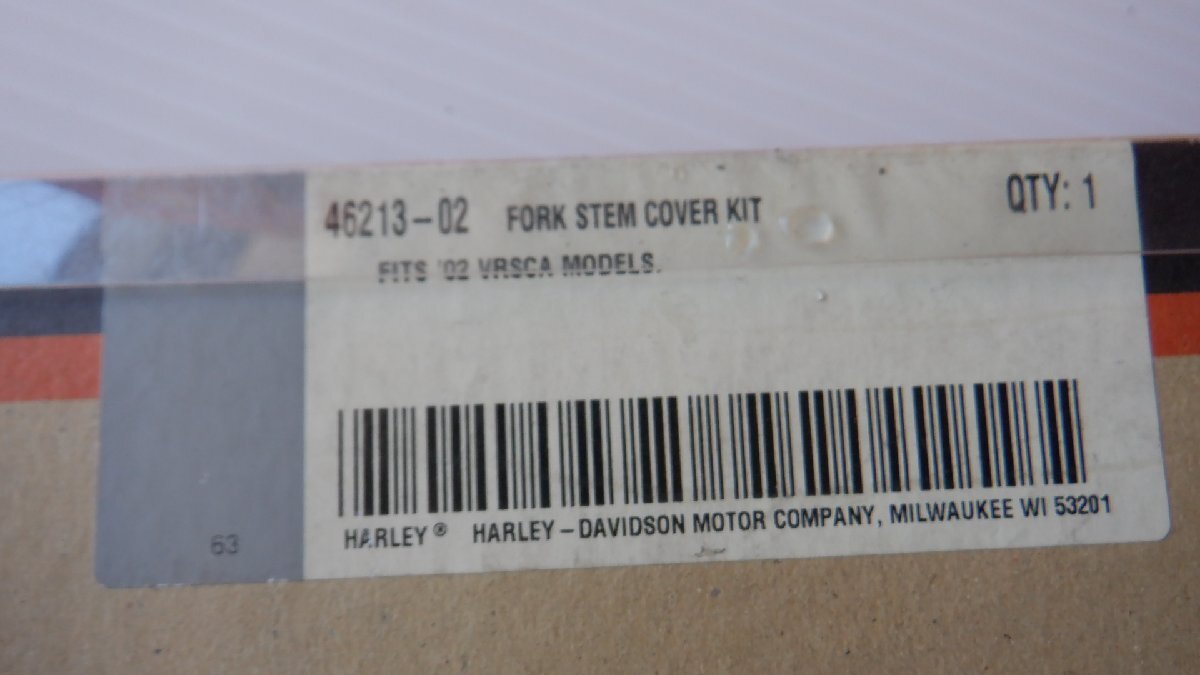 46213-02 FORK STEM COVER KIT QTY: 1
FITS '02 VRSCA MODELS.
HARLEY® HARLEY-DAVIDSON MOTOR COMPANY, MILWAUKEE WI 53201
63